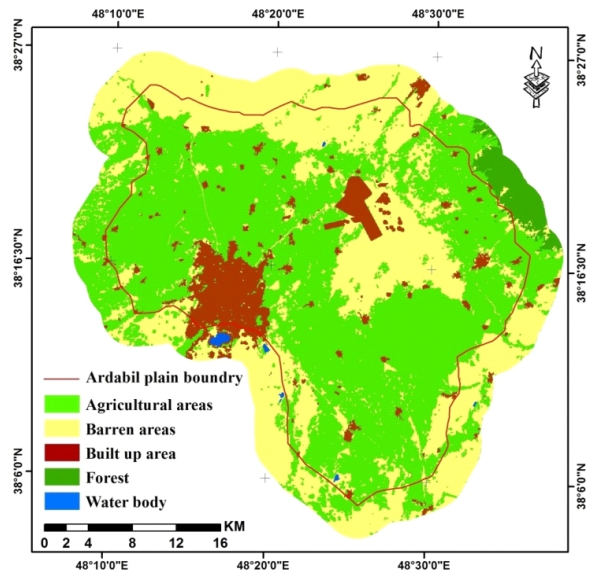 48°10'0"E 48°20'0"E 48°30'0"E
38°27'0"N 38°27'0"N
N
38°16'30"N 38°16'30"N
Ardabil plain boundry
Agricultural areas
Barren areas
Built up area
Forest
Water body
KM
0 2 4 8 12 16
38°6'0"N 38°6'0"N
48°10'0"E 48°20'0"E 48°30'0"E